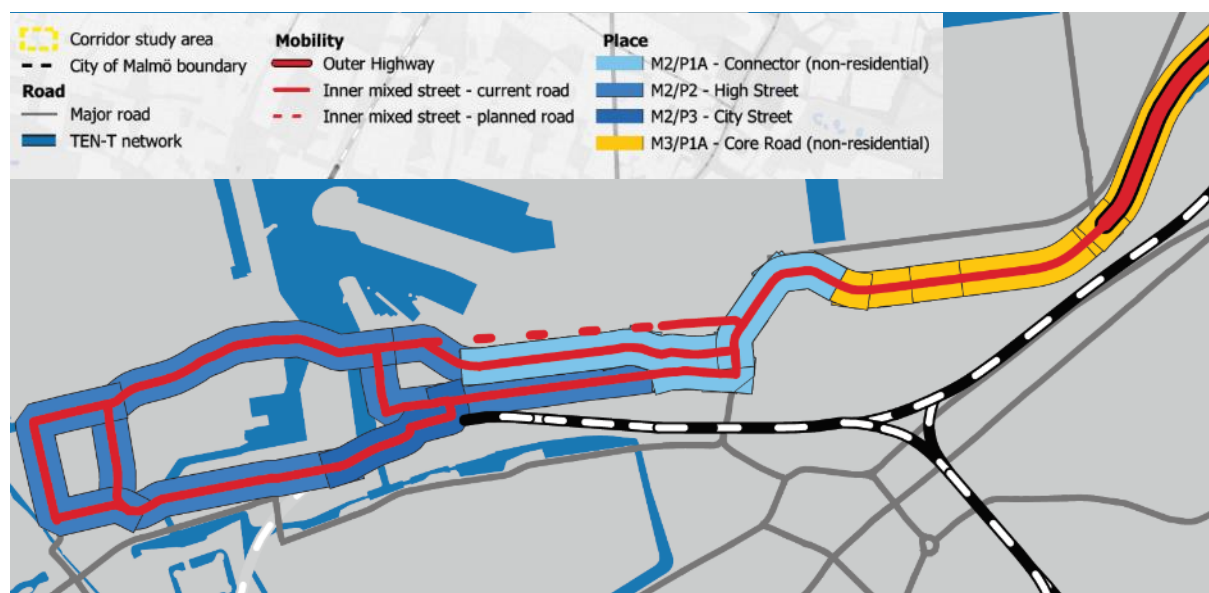 Corridor study area
City of Malmö boundary
Road
Major road
TEN-T network
Mobility
Outer Highway
Inner mixed street - current road
Inner mixed street - planned road
Place
M2/P1A - Connector (non-residential)
M2/P2 - High Street
M2/P3 - City Street
M3/P1A - Core Road (non-residential)